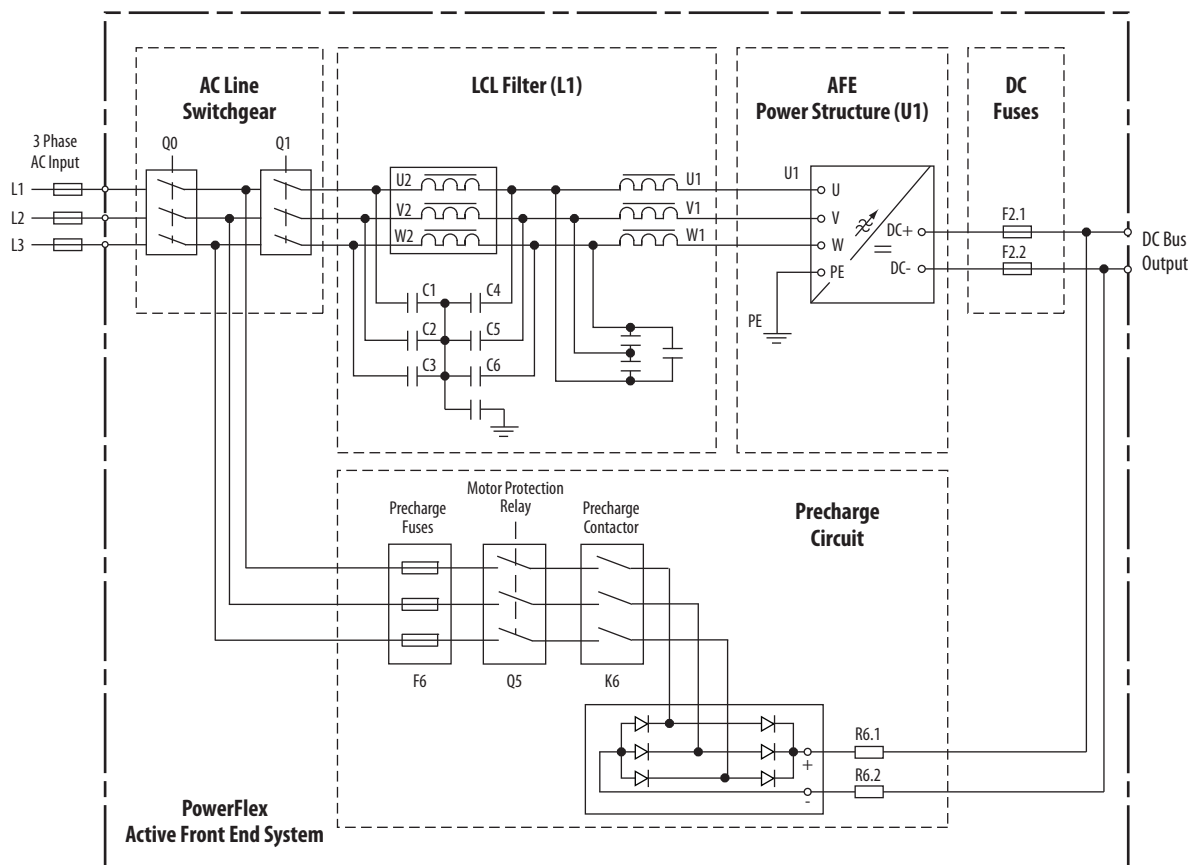 AC Line
Switchgear
LCL Filter (L1)
AFE
Power Structure (U1)
DC
Fuses
3 Phase
AC Input
Q0
Q1
L1
L2
L3
U2
V2
W2
U1
V1
W1
U1
U
V
W
PE
DC+
DC-
F2.1
F2.2
DC Bus
Output
C1
C4
C2
C5
C3
C6
PE
Precharge
Fuses
Motor Protection
Relay
Precharge
Contactor
Precharge
Circuit
F6
Q5
K6
+
-
R6.1
R6.2
PowerFlex
Active Front End System